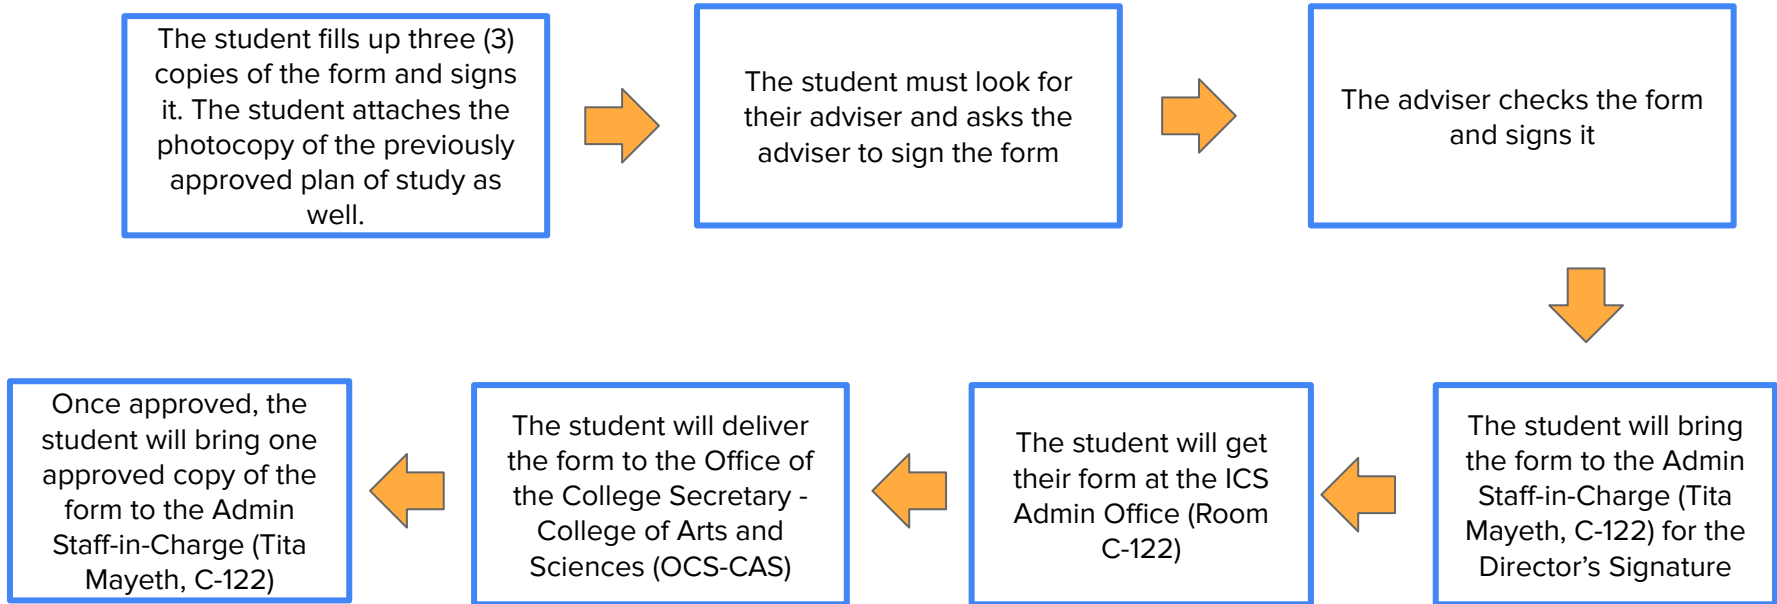 The student fills up three (3)
copies of the form and signs
it. The student attaches the
photocopy of the previously
approved plan of study as
well.
The student must look for
their adviser and asks the
adviser to sign the form
The adviser checks the form
and signs it
The student will bring
the form to the Admin
Staff-in-Charge (Tita
Mayeth, C-122) for the
Director’s Signature
The student will get
their form at the ICS
Admin Office (Room
C-122)
The student will deliver
the form to the Office of
the College Secretary -
College of Arts and
Sciences (OCS-CAS)
Once approved, the
student will bring one
approved copy of the
form to the Admin
Staff-in-Charge (Tita
Mayeth, C-122)